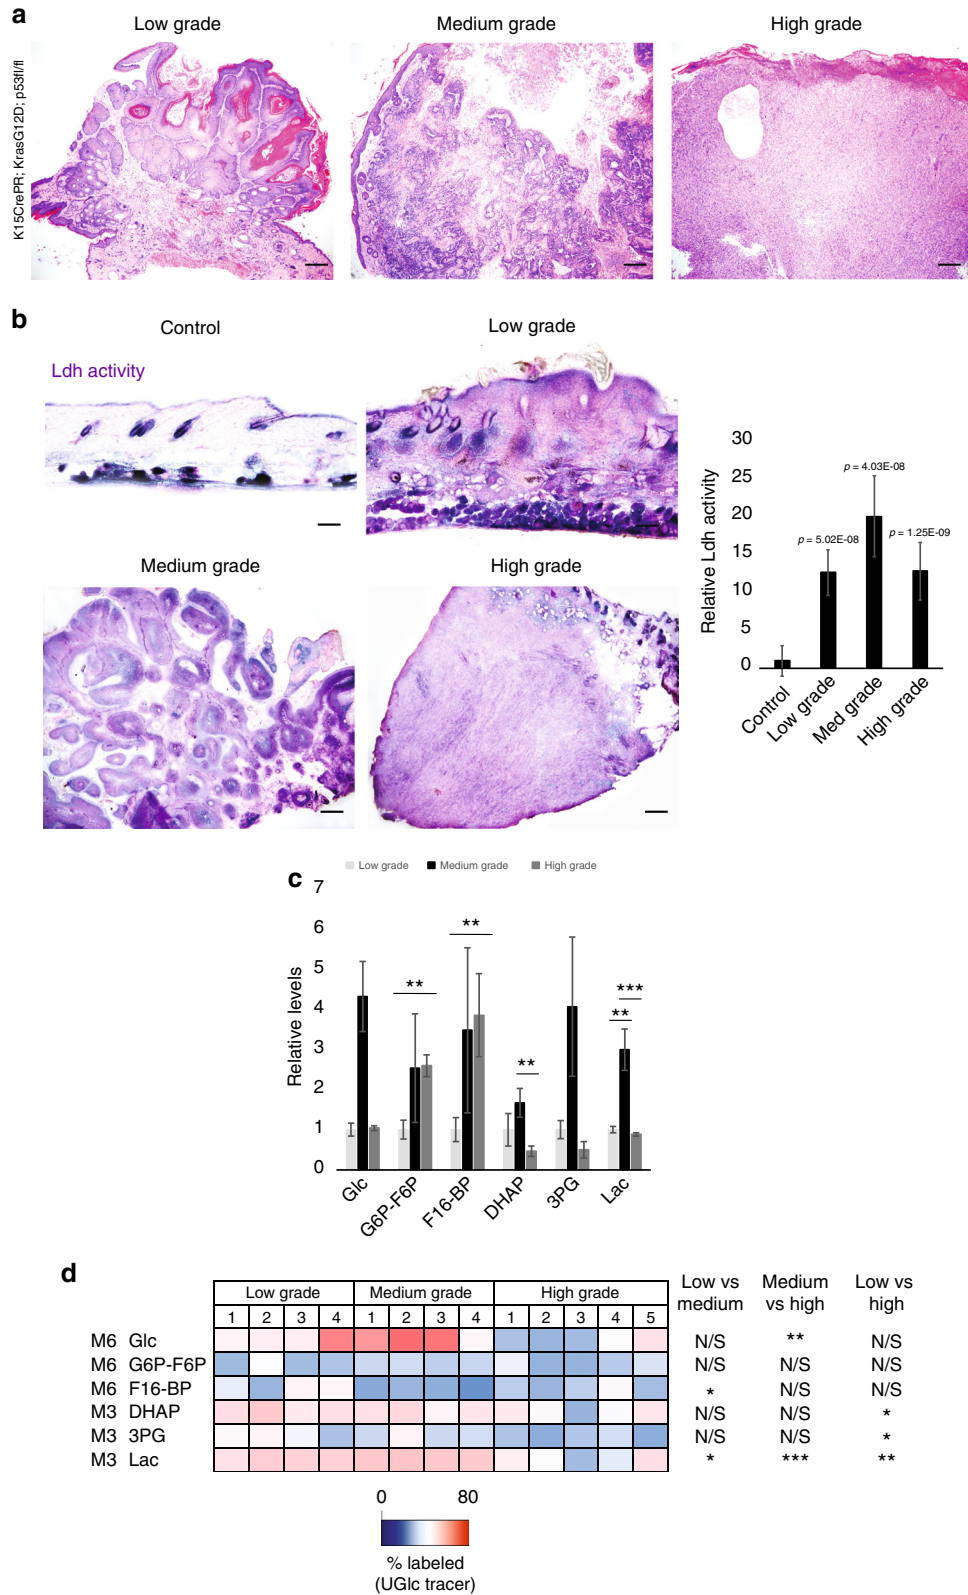 a
Low grade
Medium grade
High grade
K15CrePR; KrasG12D; p53fl/fl
b
Control
Low grade
Ldh activity
Medium grade
High grade
Relative Ldh activity
30
25
20
15
10
5
0
p = 5.02E-08
p = 4.03E-08
p = 1.25E-09
Control
Low grade
Med grade
High grade
c
Low grade
Medium grade
High grade
Relative levels
7
6
5
4
3
2
1
0
**
**
**
**
***
Glc
G6P-F6P
F16-BP
DHAP
3PG
Lac
d
Low grade Medium grade High grade
Low vs medium
Medium vs high
Low vs high
1 2 3 4 1 2 3 4 1 2 3 4 5
M6 Glc N/S ** N/S
M6 G6P-F6P N/S N/S N/S
M6 F16-BP * N/S N/S
M3 DHAP N/S N/S *
M3 3PG N/S N/S *
M3 Lac * *** **
0 80
% labeled
(UGlc tracer)